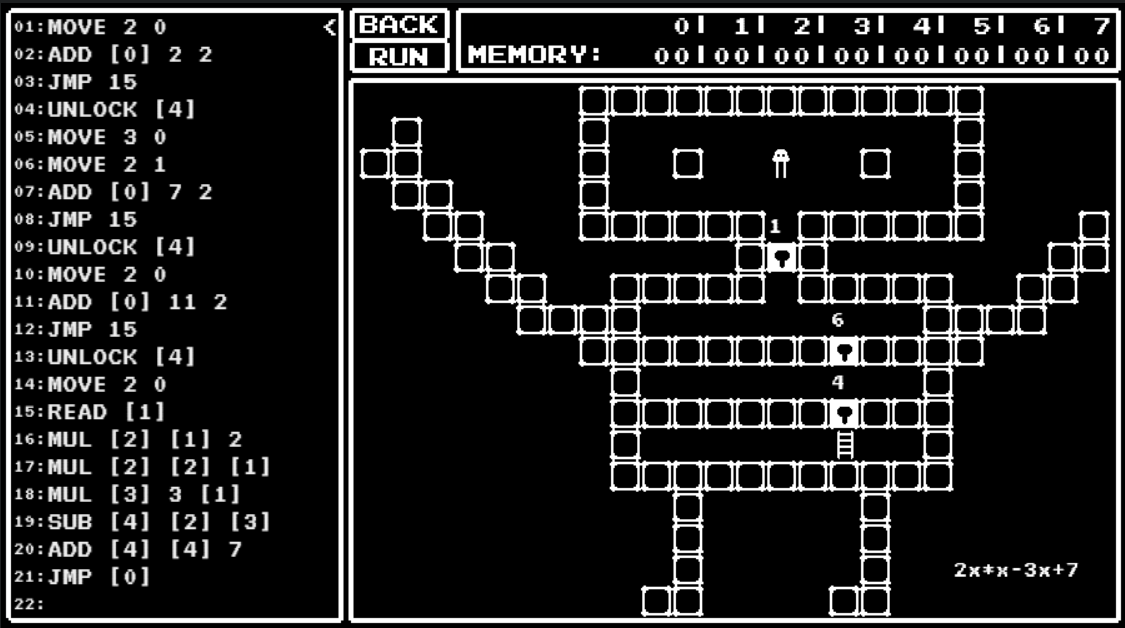 01:MOVE 2 0 <
02:ADD [0] 2 2
03:JMP 15
04:UNLOCK [4]
05:MOVE 3 0
06:MOVE 2 1
07:ADD [0] 7 2
08:JMP 15
09:UNLOCK [4]
10:MOVE 2 0
11:ADD [0] 11 2
12:JMP 15
13:UNLOCK [4]
14:MOVE 2 0
15:READ [1]
16:MUL [2] [1] 2
17:MUL [2] [2] [1]
18:MUL [3] 3 [1]
19:SUB [4] [2] [3]
20:ADD [4] [4] 7
21:JMP [0]
22:
BACK
RUN
0| 1| 2| 3| 4| 5| 6| 7
MEMORY: 00|00|00|00|00|00|00|00
1
6
4
2x*x-3x+7